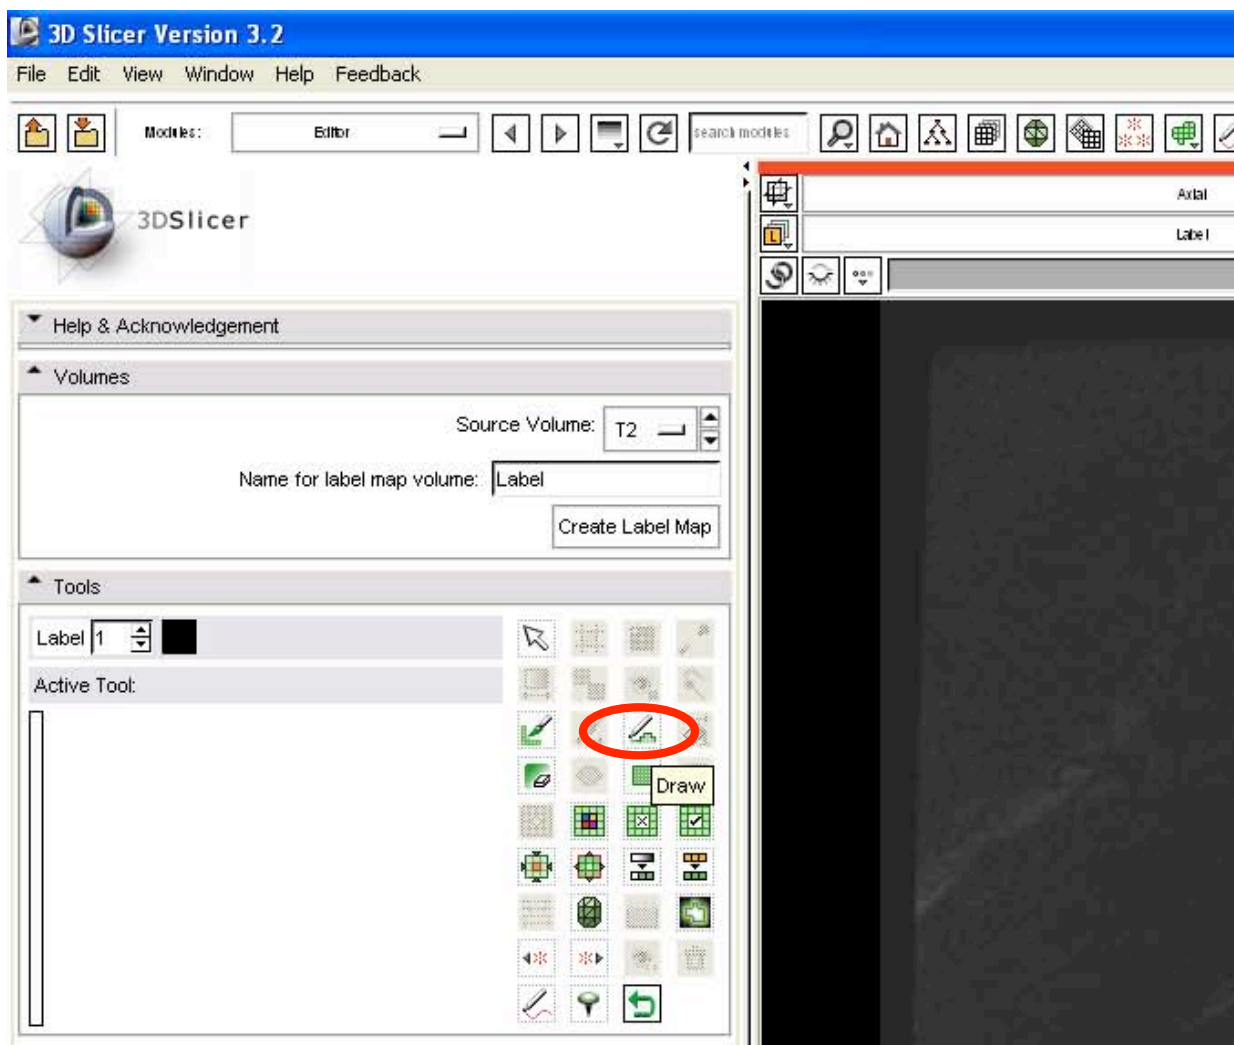 3D Slicer Version 3.2
File Edit View Window Help Feedback
Modules: Editor search modules
3DSlicer
Axial
Label
L
Help & Acknowledgement
Volumes
Source Volume: T2
Name for label map volume: Label
Create Label Map
Tools
Label 1
Active Tool:
Draw